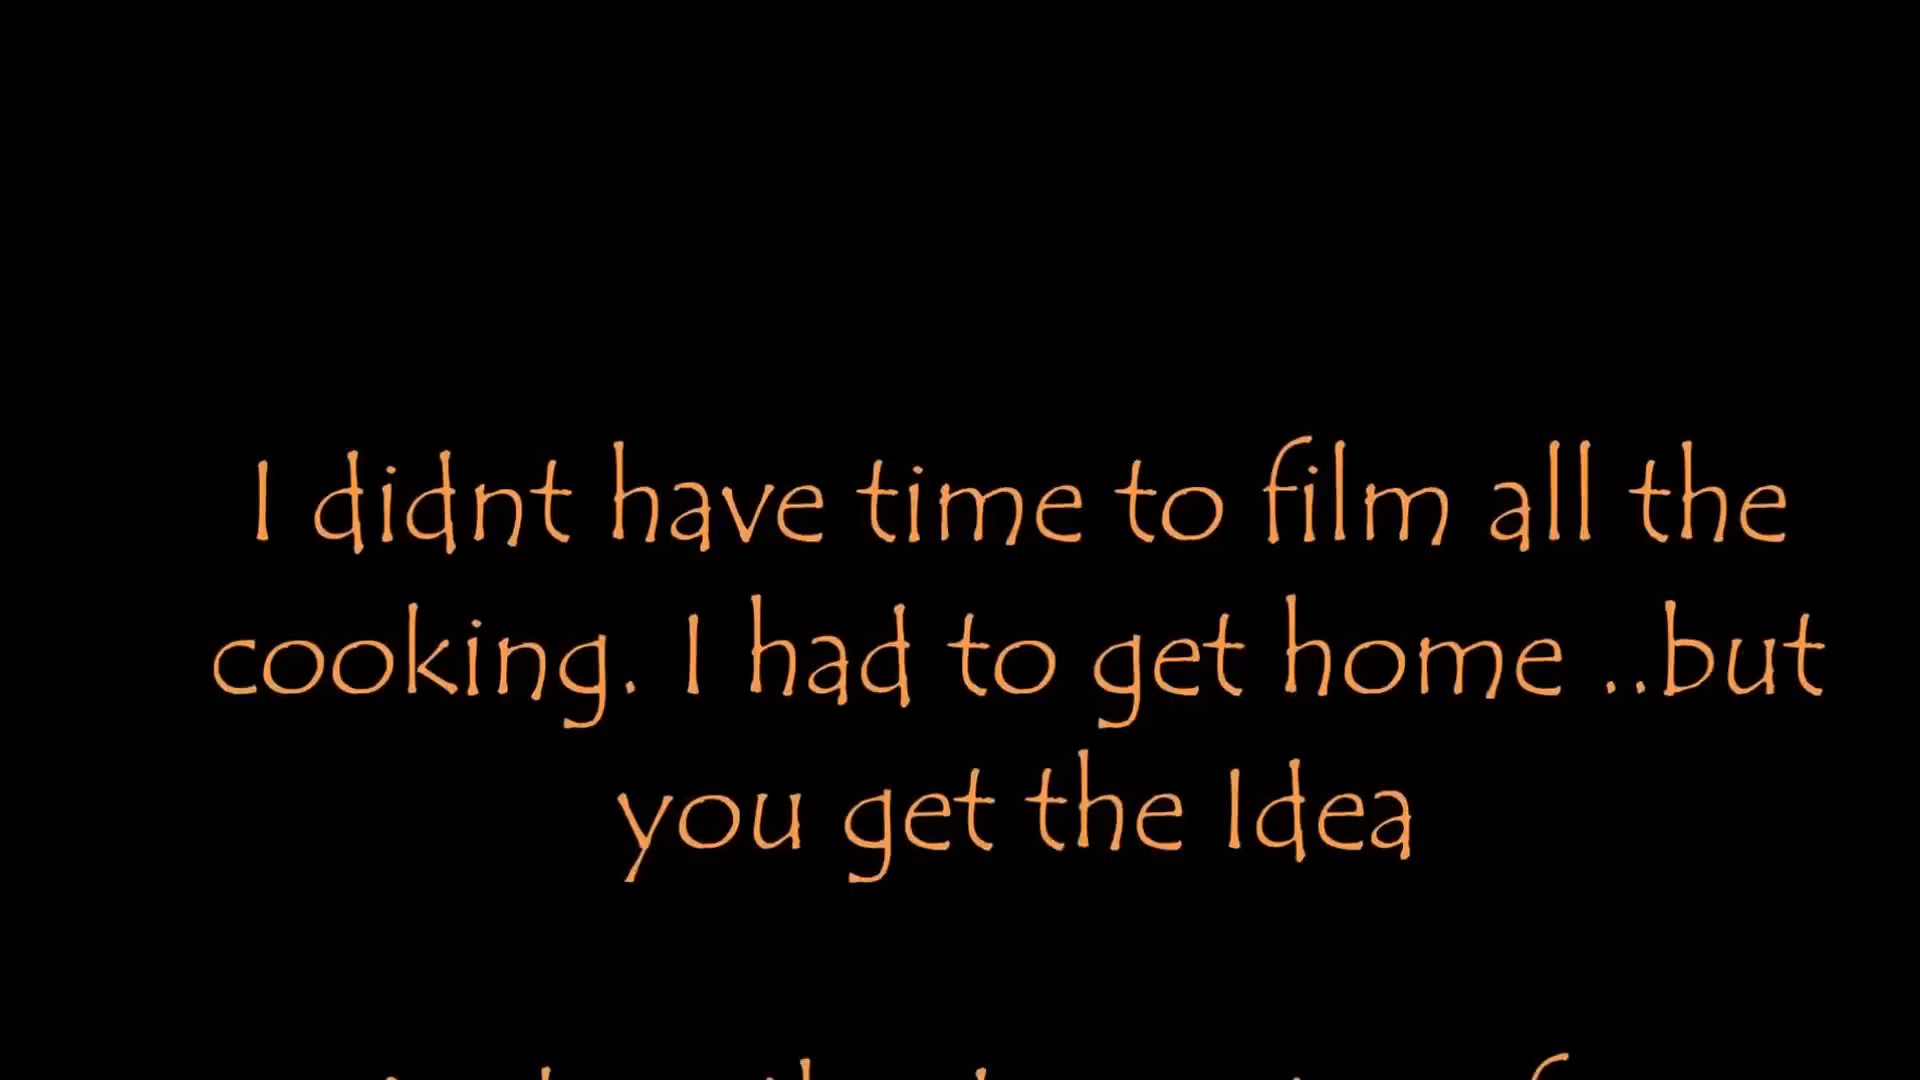 I didnt have time to film all the
cooking. I had to get home ..but
you get the Idea